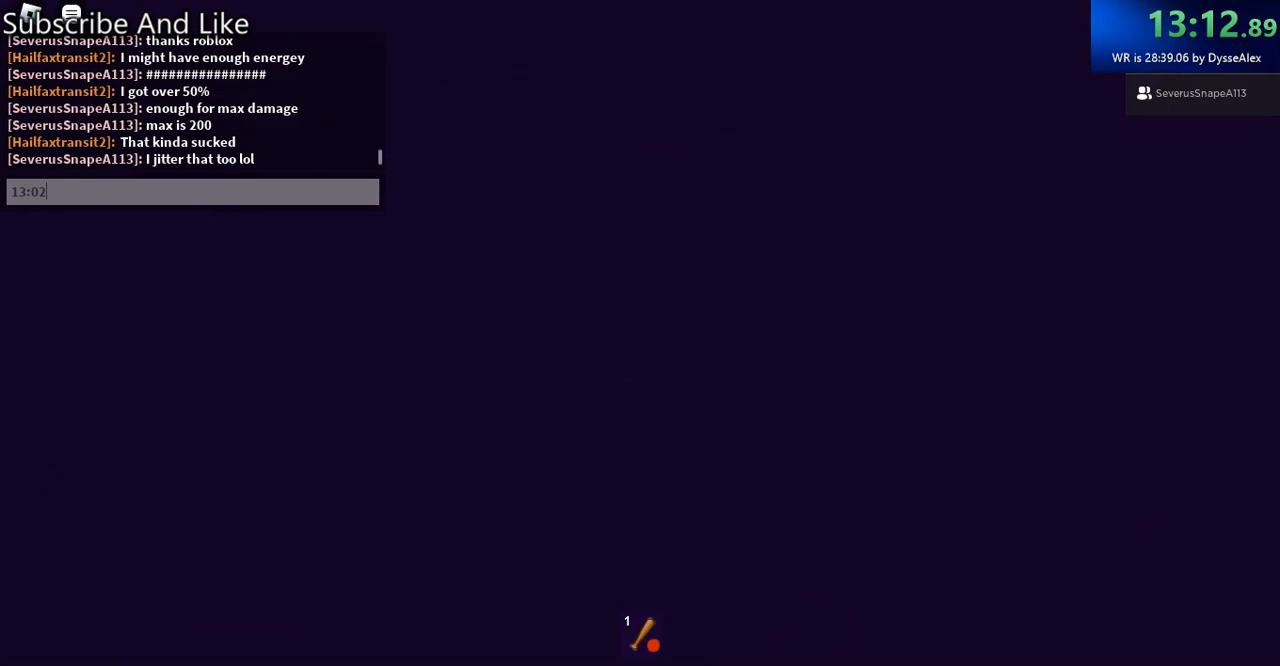 Subscribe And Like
[SeverusSnapeA113]: thanks roblox
[Hailfaxtransit2]: I might have enough energey
[SeverusSnapeA113]: ################
[Hailfaxtransit2]: I got over 50%
[SeverusSnapeA113]: enough for max damage
[SeverusSnapeA113]: max is 200
[Hailfaxtransit2]: That kinda sucked
[SeverusSnapeA113]: I jitter that too lol
13:02
13:12.89
WR is 28:39.06 by DysseAlex
SeverusSnapeA113
1